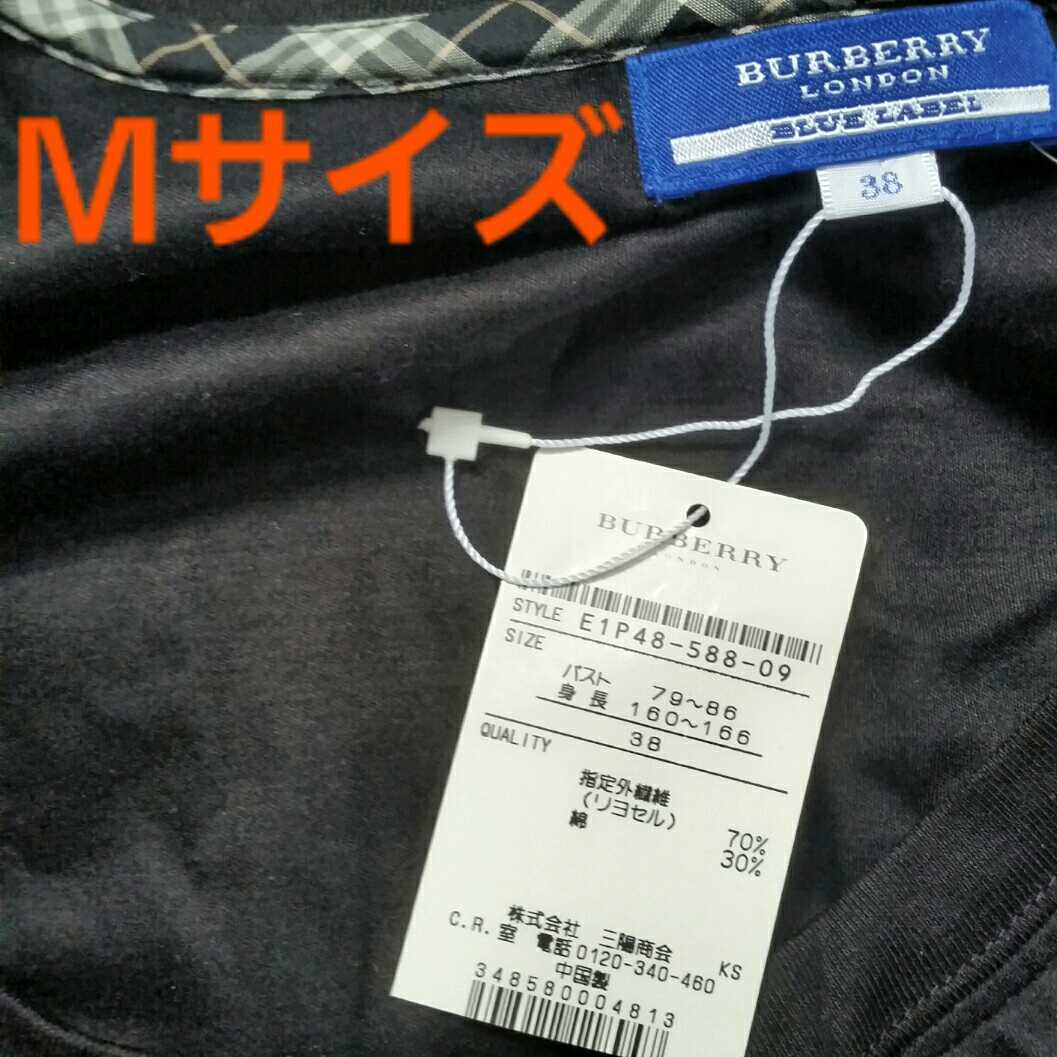 Mサイズ
BURBERRY
LONDON
BLUE LABEL
38
BURBERRY
LONDON
STYLE E1P48-588-09
SIZE
バスト 79~86
身長 160~166
38
QUALITY
指定外繊維
(リヨセル) 70%
綿 30%
株式会社 三陽商会 KS
C.R.室 電話0120-340-460
中国製
348580004813